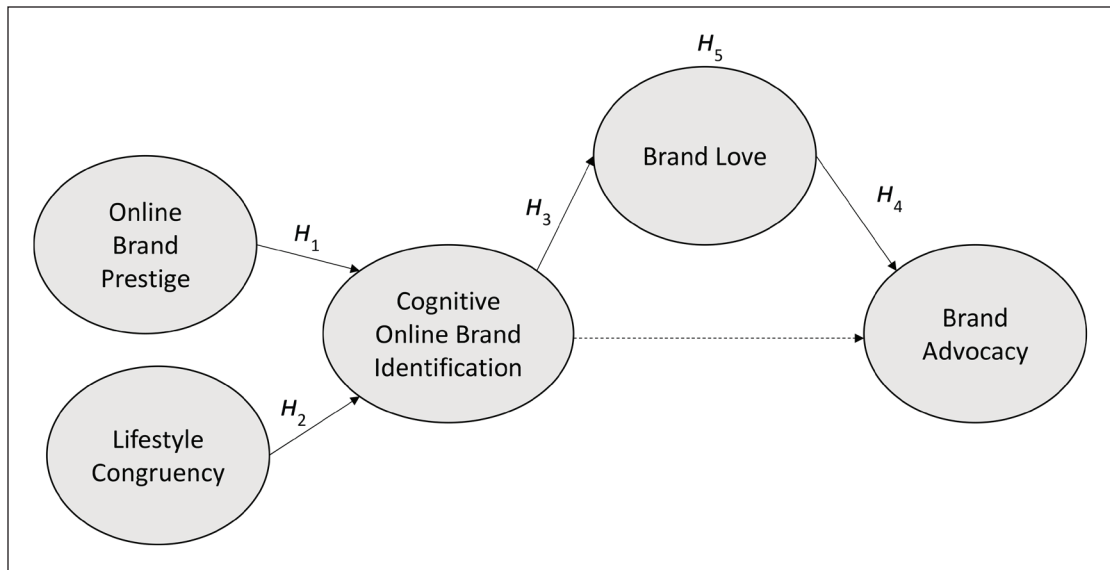 H5
Brand Love
H3
H4
Online
Brand
Prestige
H1
Cognitive
Online Brand
Identification
Brand
Advocacy
Lifestyle
Congruency
H2